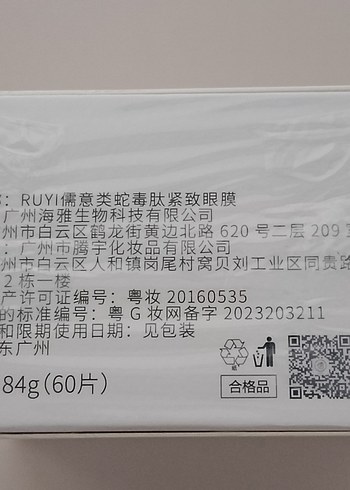 : RUYI儒意类蛇毒肽紧致眼膜
: 广州海雅生物科技有限公司
州市白云区鹤龙街黄边北路 620 号二层 209
: 广州市腾宇化妆品有限公司
州市白云区人和镇岗尾村窝贝刘工业区同贵路
2 栋一楼
产许可证编号：粤妆 20160535
的标准编号：粤 G 妆网备字 2023203211
和限期使用日期：见包装
东广州
84g(60片)
合格品